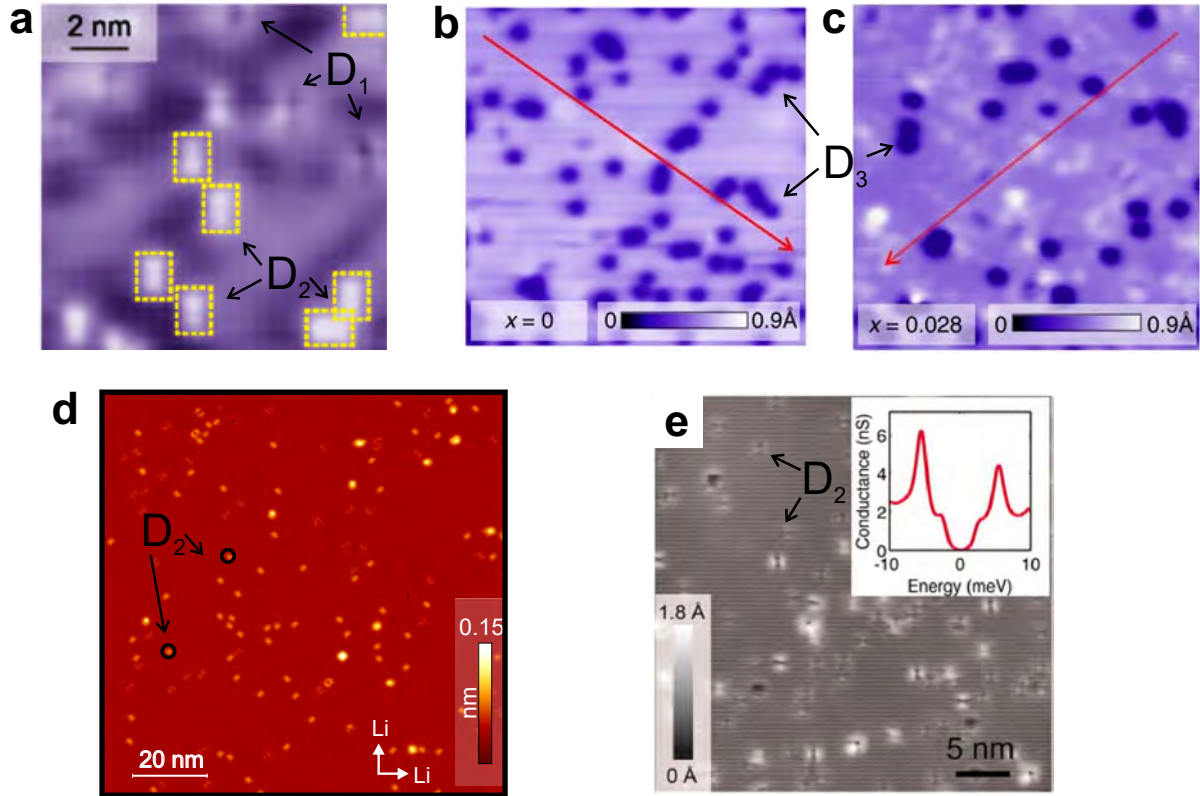 a
2 nm
D1
D2
b
x = 0
0
0.9Å
D3
c
x = 0.028
0
0.9Å
d
D2
0.15
nm
20 nm
Li
Li
e
D2
1.8 Å
0 Å
5 nm
Conductance (nS)
6
4
2
0
-10
0
10
Energy (meV)